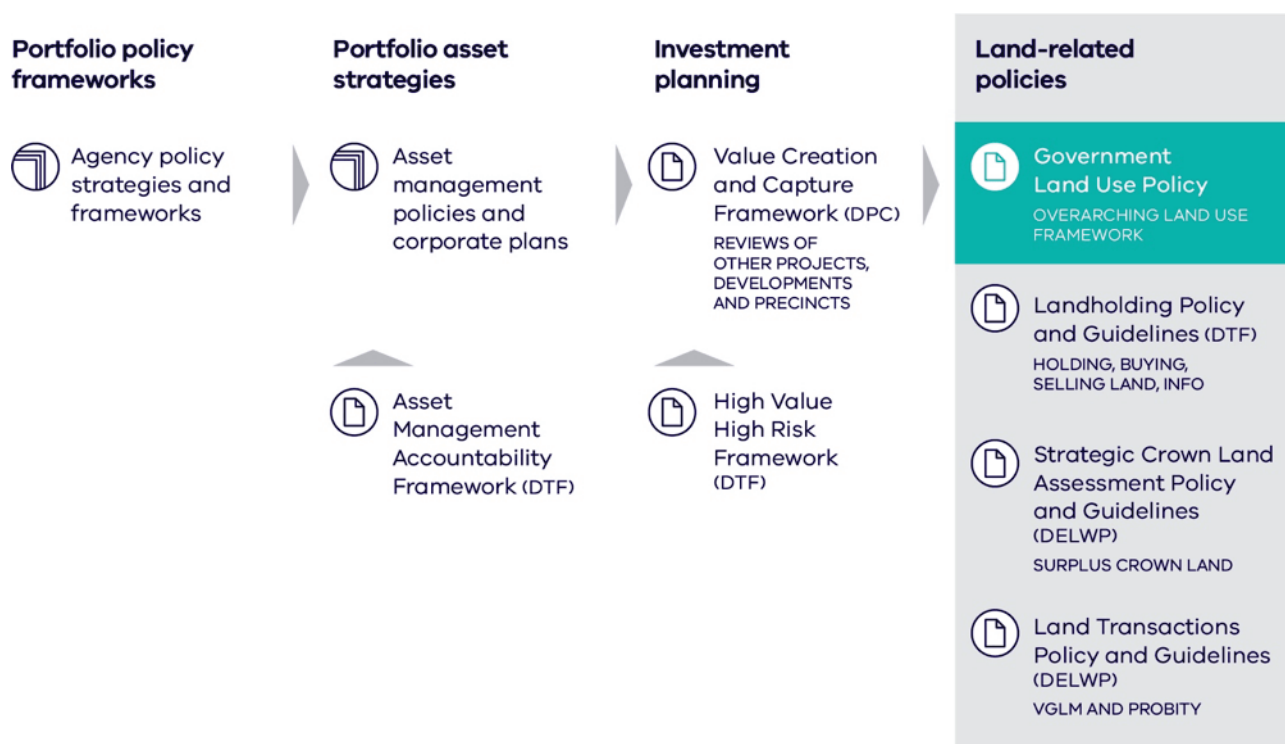 Portfolio policy
frameworks
Agency policy
strategies and
frameworks
Portfolio asset
strategies
Asset
management
policies and
corporate plans
Asset
Management
Accountability
Framework (DTF)
Investment
planning
Value Creation
and Capture
Framework (DPC)
REVIEWS OF
OTHER PROJECTS,
DEVELOPMENTS
AND PRECINCTS
High Value
High Risk
Framework
(DTF)
Land-related
policies
Government
Land Use Policy
OVERARCHING LAND USE
FRAMEWORK
Landholding Policy
and Guidelines (DTF)
HOLDING, BUYING,
SELLING LAND, INFO
Strategic Crown Land
Assessment Policy
and Guidelines
(DELWP)
SURPLUS CROWN LAND
Land Transactions
Policy and Guidelines
(DELWP)
VGLM AND PROBITY